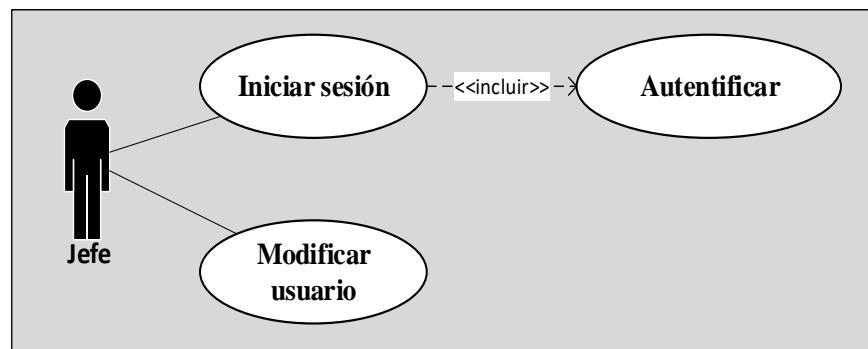 Iniciar sesión
<<incluir>>
Autentificar
Jefe
Modificar
usuario